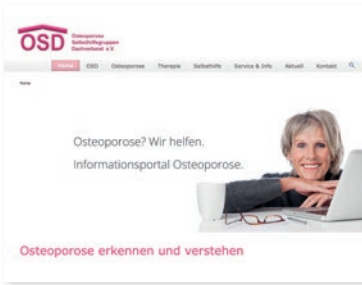 OSD
Osteoporose
Selbsthilfegruppen
Dachverband e.V.
Home OSD Osteoporose Therapie Selbsthilfe Service & Info Aktuell Kontakt
Home
Osteoporose? Wir helfen.
Informationsportal Osteoporose.
Osteoporose erkennen und verstehen